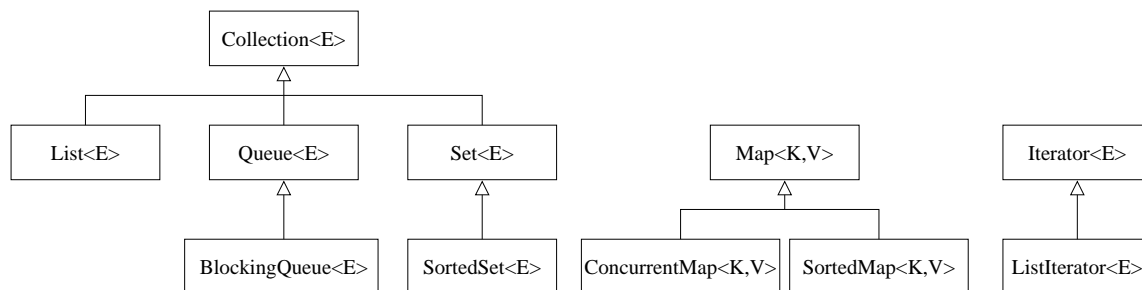 Collection<E>
List<E>
Queue<E>
Set<E>
Map<K,V>
Iterator<E>
BlockingQueue<E>
SortedSet<E>
ConcurrentMap<K,V>
SortedMap<K,V>
ListIterator<E>